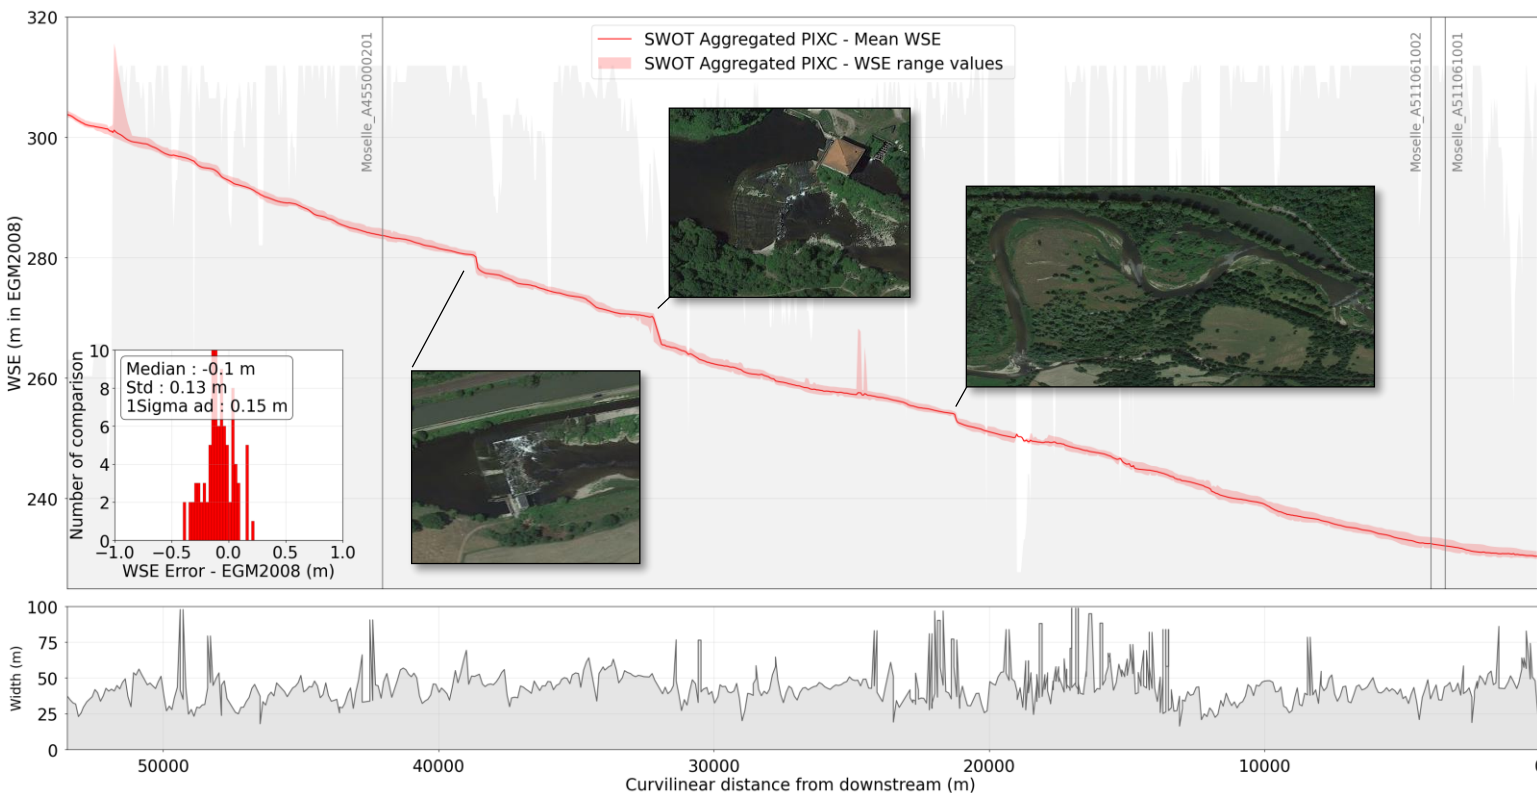 320
300
280
260
240
WSE (m in EGM2008)
SWOT Aggregated PIXC - Mean WSE
SWOT Aggregated PIXC - WSE range values
Moselle_A455000201
Moselle_A511061002
Moselle_A511061001
10
8
6
4
2
0
Number of comparison
Median : -0.1 m
Std : 0.13 m
1Sigma ad : 0.15 m
−1.0 −0.5 0.0 0.5 1.0
WSE Error - EGM2008 (m)
100
75
50
25
0
Width (m)
50000 40000 30000 20000 10000
Curvilinear distance from downstream (m)